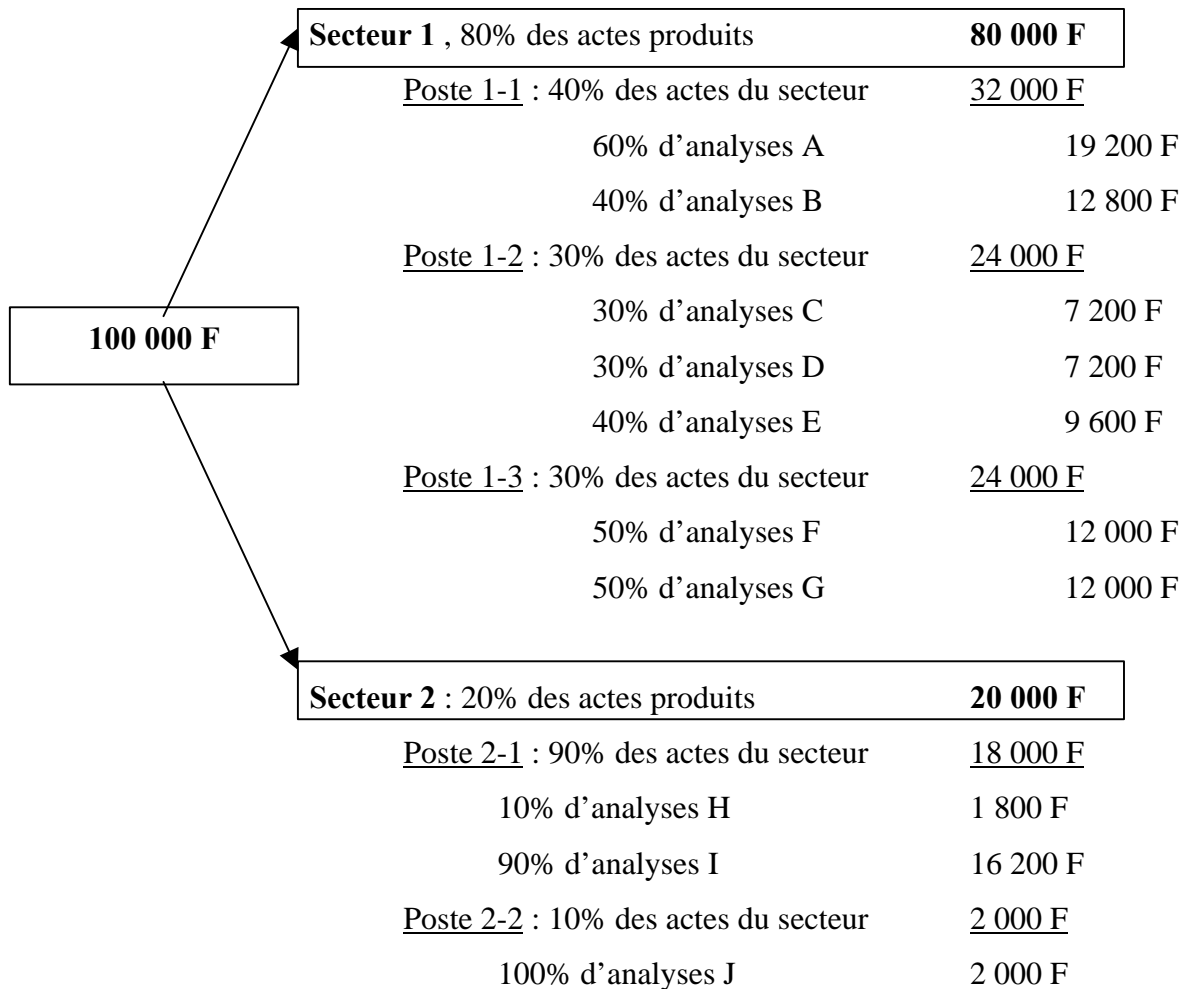 Secteur 1 , 80% des actes produits 80 000 F
Poste 1-1 : 40% des actes du secteur 32 000 F
60% d’analyses A 19 200 F
40% d’analyses B 12 800 F
Poste 1-2 : 30% des actes du secteur 24 000 F
30% d’analyses C 7 200 F
100 000 F
30% d’analyses D 7 200 F
40% d’analyses E 9 600 F
Poste 1-3 : 30% des actes du secteur 24 000 F
50% d’analyses F 12 000 F
50% d’analyses G 12 000 F
Secteur 2 : 20% des actes produits 20 000 F
Poste 2-1 : 90% des actes du secteur 18 000 F
10% d’analyses H 1 800 F
90% d’analyses I 16 200 F
Poste 2-2 : 10% des actes du secteur 2 000 F
100% d’analyses J 2 000 F